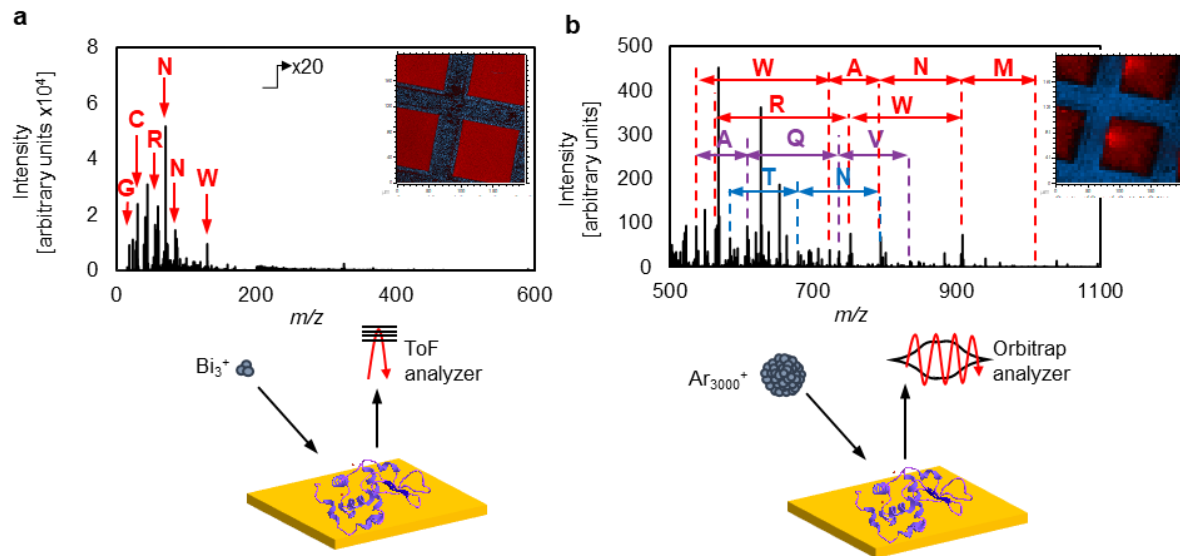 a
Intensity
[arbitrary units x10⁴]
8
6
4
2
0
0 200 400 600
m/z
G C R N N W
x20
Bi₃⁺
ToF
analyzer
b
Intensity
[arbitrary units]
500
400
300
200
100
0
500 700 900 1100
m/z
W A N M
R W
A Q V
T N
Ar₃₀₀₀⁺
Orbitrap
analyzer